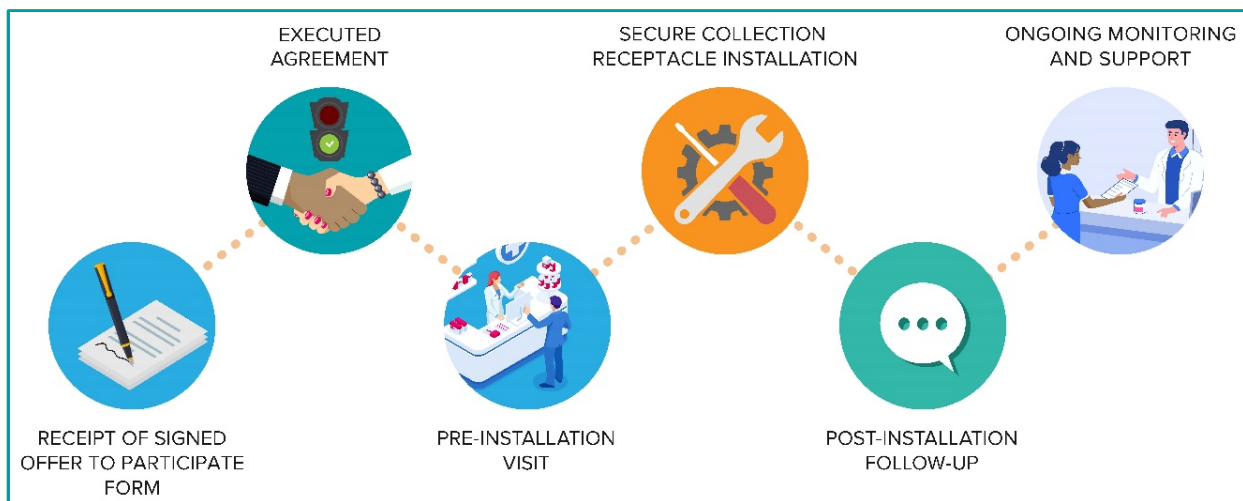 RECEIPT OF SIGNED
OFFER TO PARTICIPATE
FORM
EXECUTED
AGREEMENT
PRE-INSTALLATION
VISIT
SECURE COLLECTION
RECEPTACLE INSTALLATION
POST-INSTALLATION
FOLLOW-UP
ONGOING MONITORING
AND SUPPORT